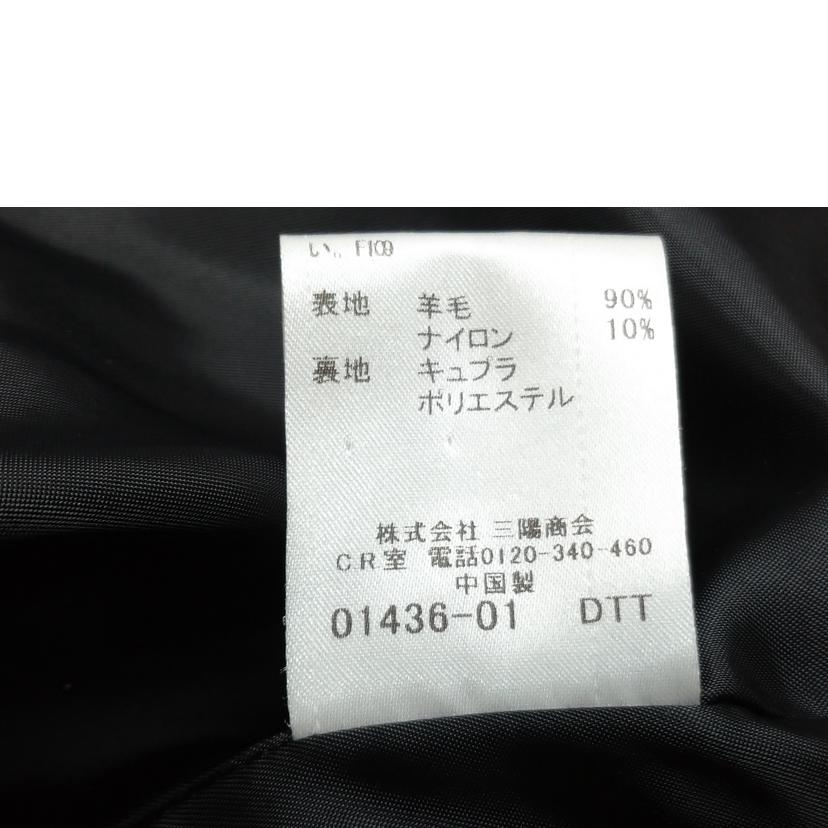 い。 F109
表地 羊毛 90%
ナイロン 10%
裏地 キュプラ
ポリエステル
株式会社 三陽商会
CR室 電話0120-340-460
中国製
01436-01 DTT